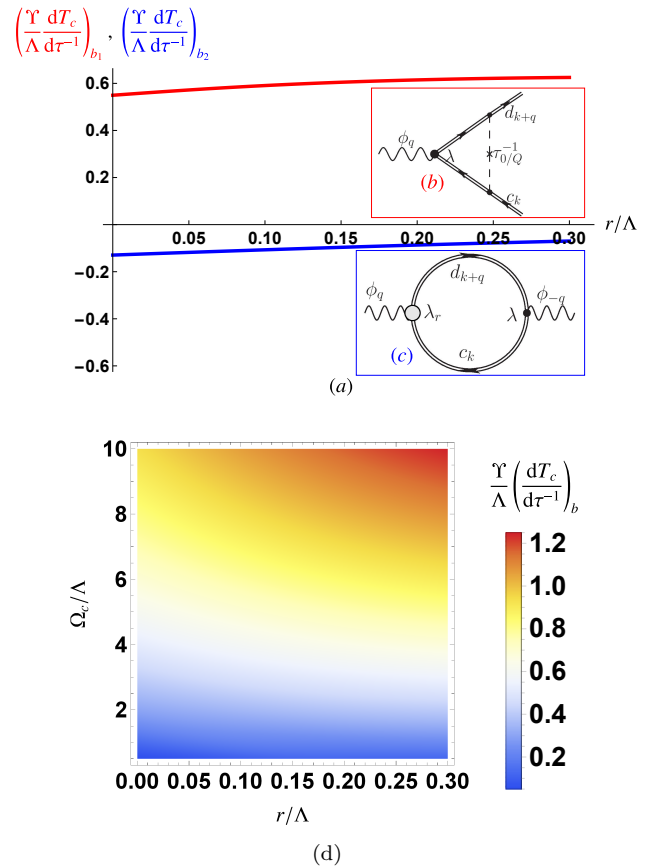 (ϒ/Λ dT_c/dτ⁻¹)_{b₁} , (ϒ/Λ dT_c/dτ⁻¹)_{b₂}
0.6
0.4
0.2
−0.2
−0.4
−0.6
0.05 0.10 0.15 0.20 0.25 0.30 r/Λ
d_{k+q}
ϕ_q λ τ⁻¹_{0/Q}
(b) c_k
d_{k+q}
ϕ_q λ_r λ ϕ_{−q}
(c) c_k
(a)
ϒ/Λ (dT_c/dτ⁻¹)_b
Ω_c/Λ
10
8
6
4
2
0.00 0.05 0.10 0.15 0.20 0.25 0.30
r/Λ
1.2
1.0
0.8
0.6
0.4
0.2
(d)